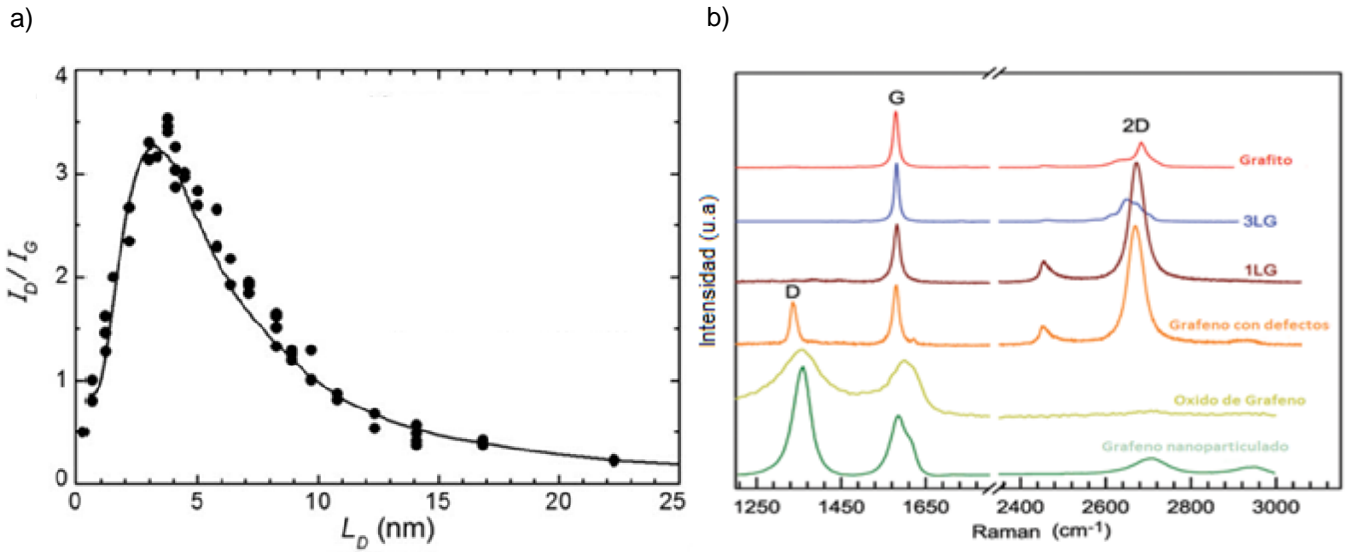 a)
b)
4
3
2
1
0
I_D / I_G
0 5 10 15 20 25
L_D (nm)
G
2D
D
Grafito
3LG
1LG
Grafeno con defectos
Oxido de Grafeno
Grafeno nanoparticulado
Intensidad (u.a)
1250 1450 1650 2400 2600 2800 3000
Raman (cm-1)